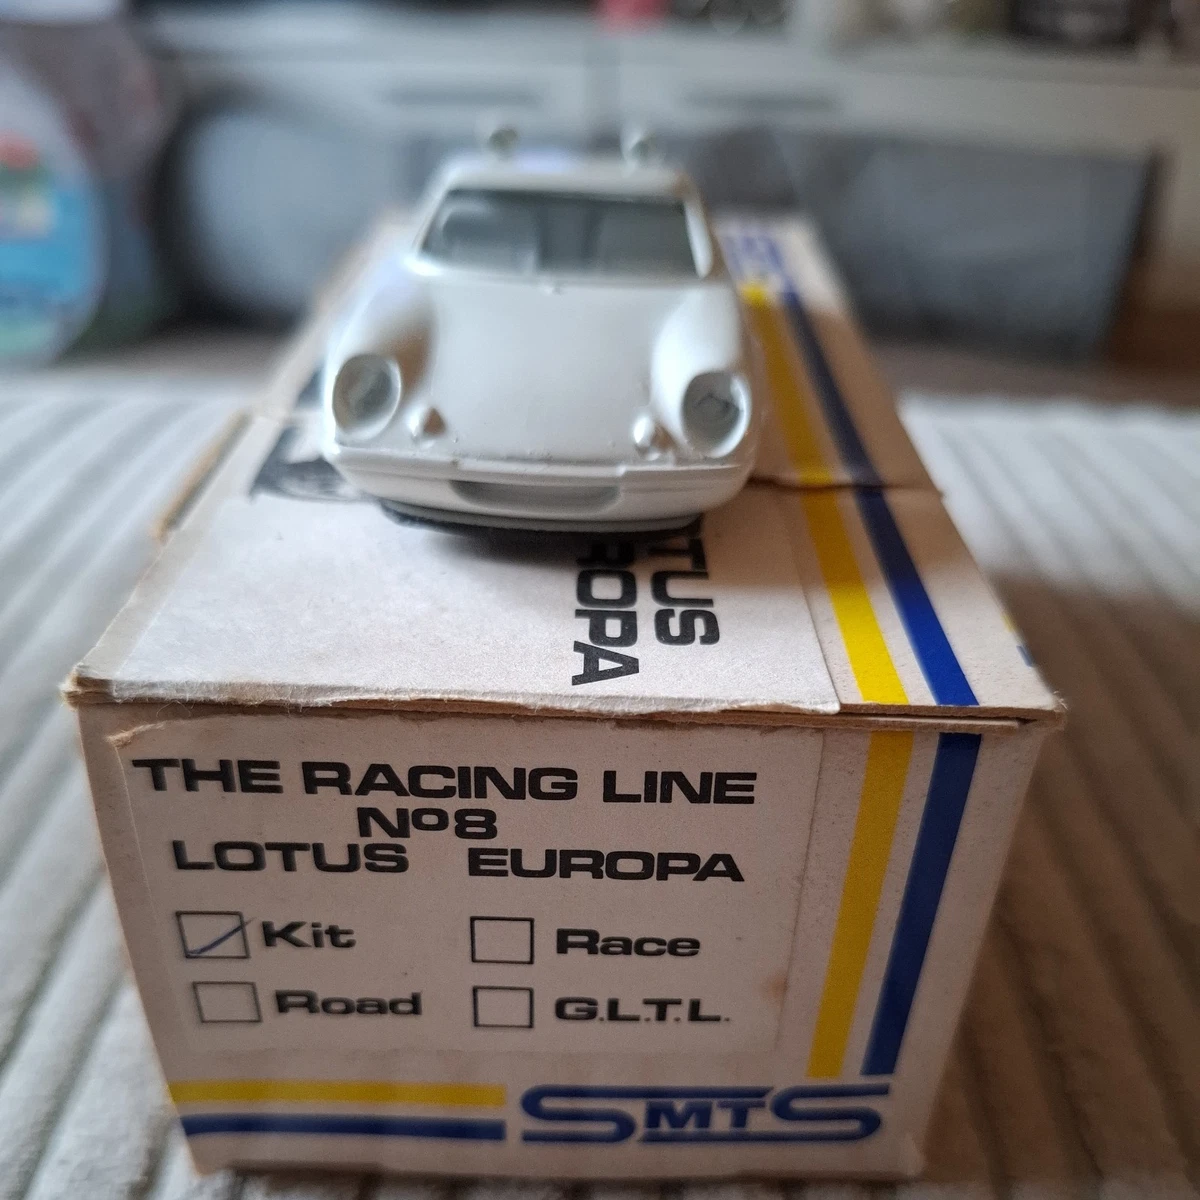 TUS
ROPA
THE RACING LINE
Nº8
LOTUS EUROPA
Kit
Race
Road
G.L.T.L.
SMTS